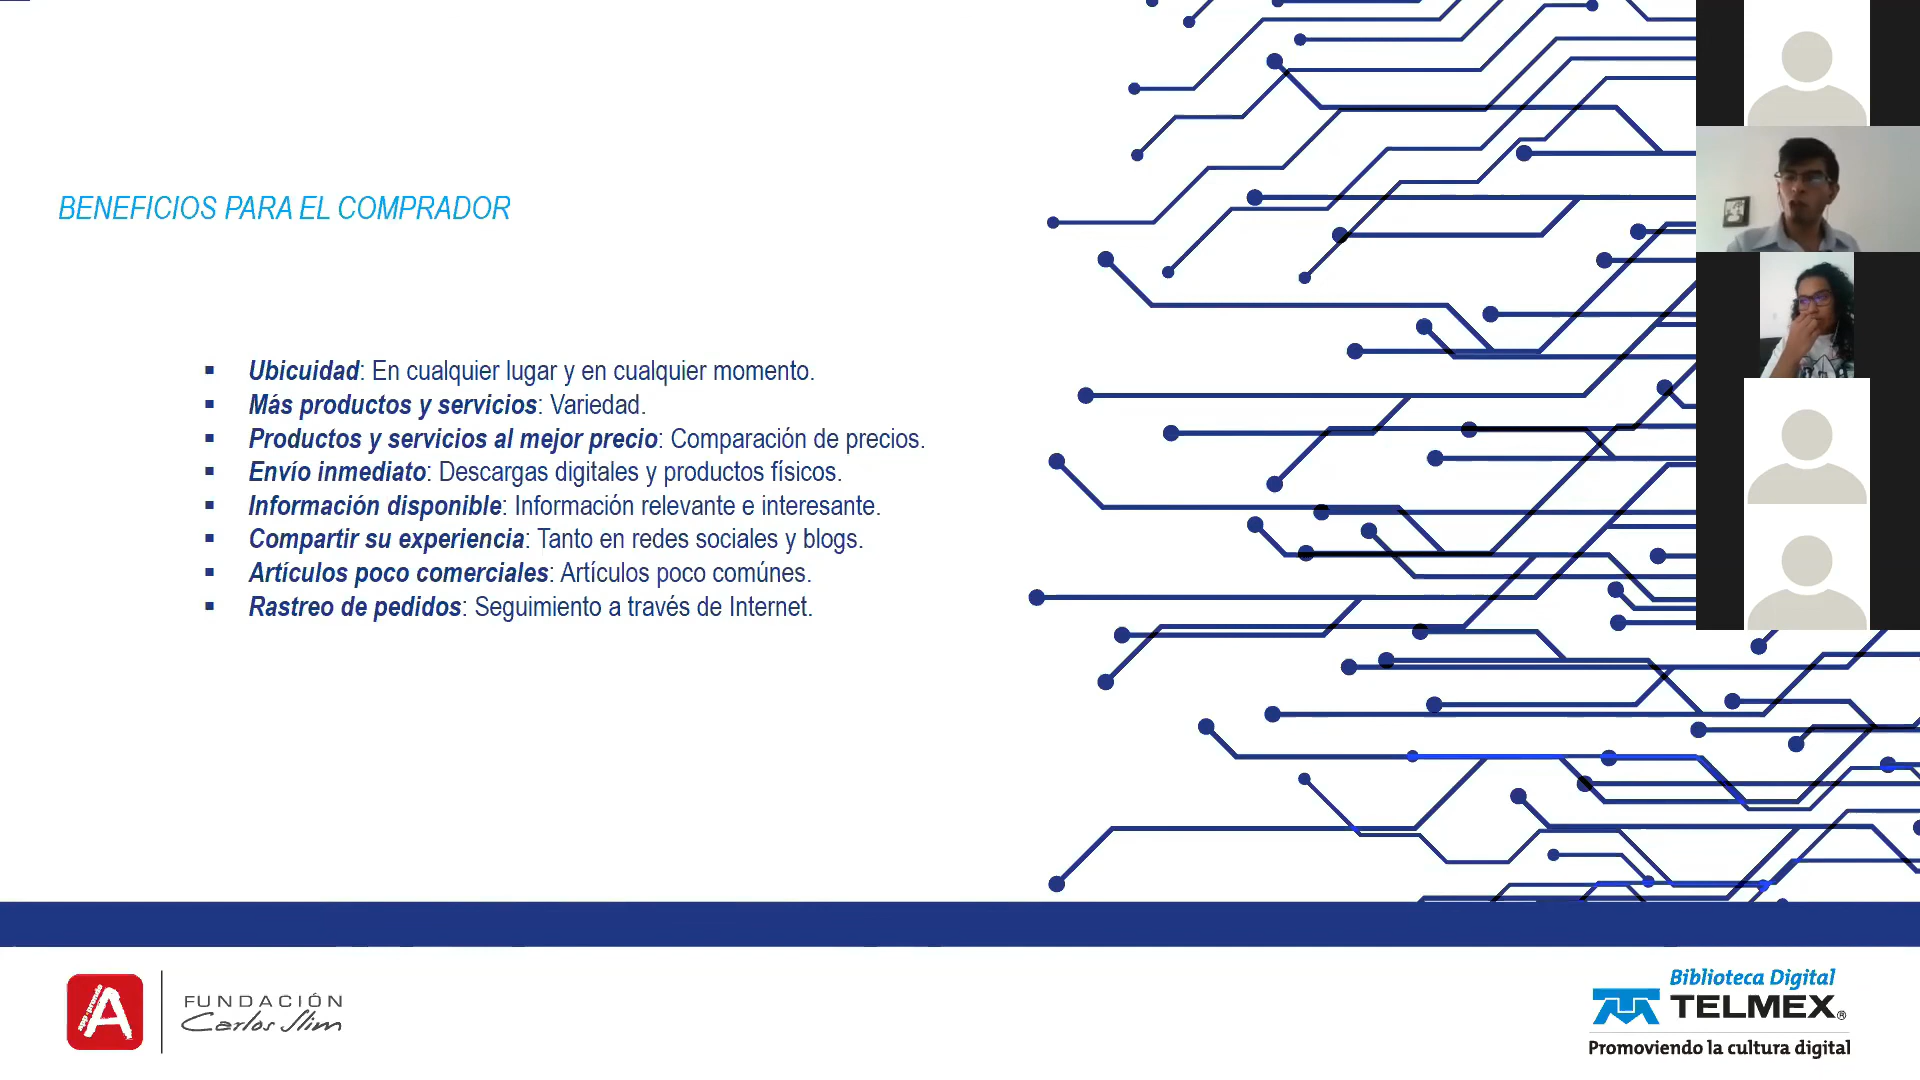 BENEFICIOS PARA EL COMPRADOR
▪ Ubicuidad: En cualquier lugar y en cualquier momento.
▪ Más productos y servicios: Variedad.
▪ Productos y servicios al mejor precio: Comparación de precios.
▪ Envío inmediato: Descargas digitales y productos físicos.
▪ Información disponible: Información relevante e interesante.
▪ Compartir su experiencia: Tanto en redes sociales y blogs.
▪ Artículos poco comerciales: Artículos poco comúnes.
▪ Rastreo de pedidos: Seguimiento a través de Internet.
app·prende
A
FUNDACIÓN
Carlos Slim
Biblioteca Digital
TELMEX®
Promoviendo la cultura digital